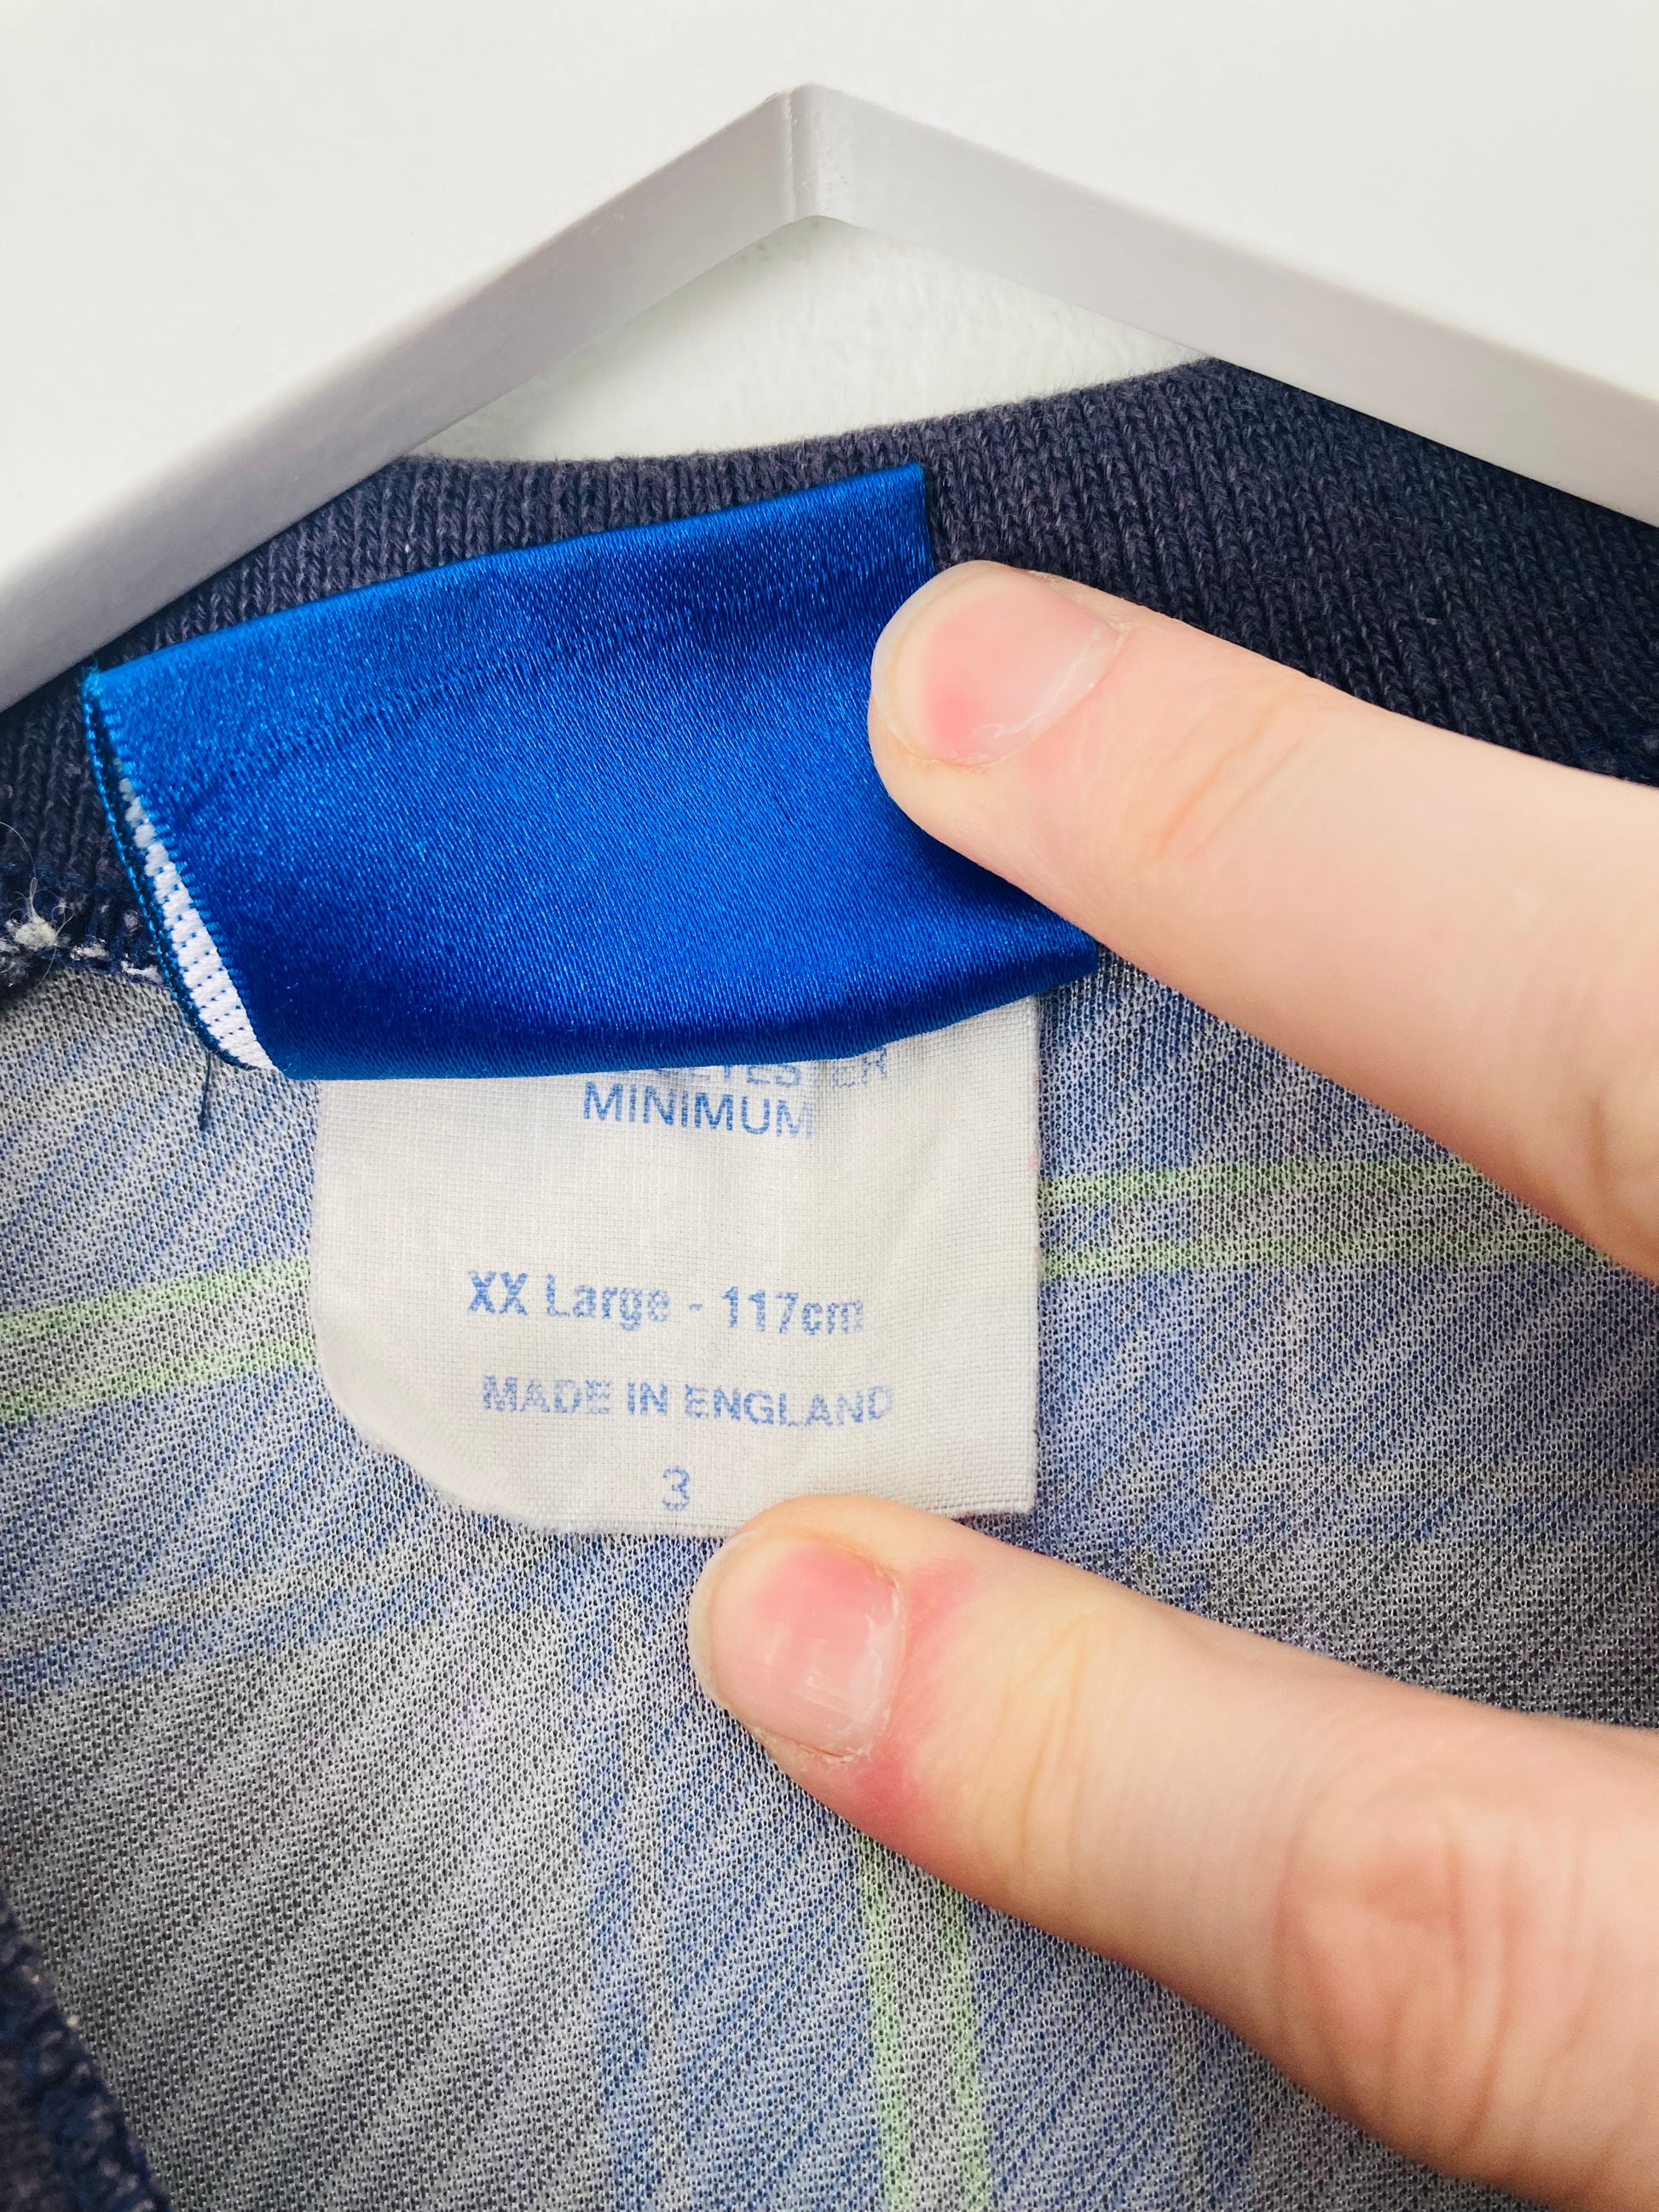 MINIMUM
XX Large - 117cm
MADE IN ENGLAND
3